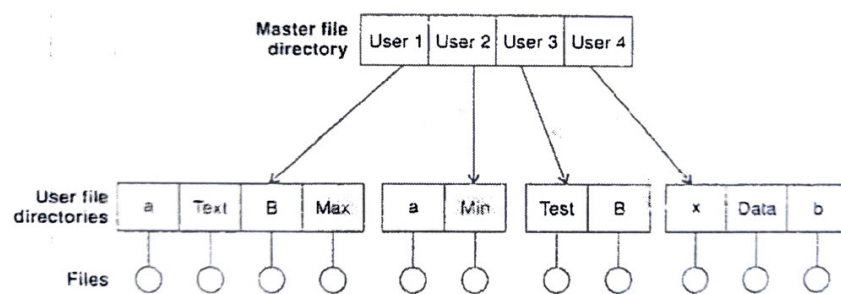 Master file directory
User 1 User 2 User 3 User 4
User file directories
a Text B Max a Min Test B x Data b
Files